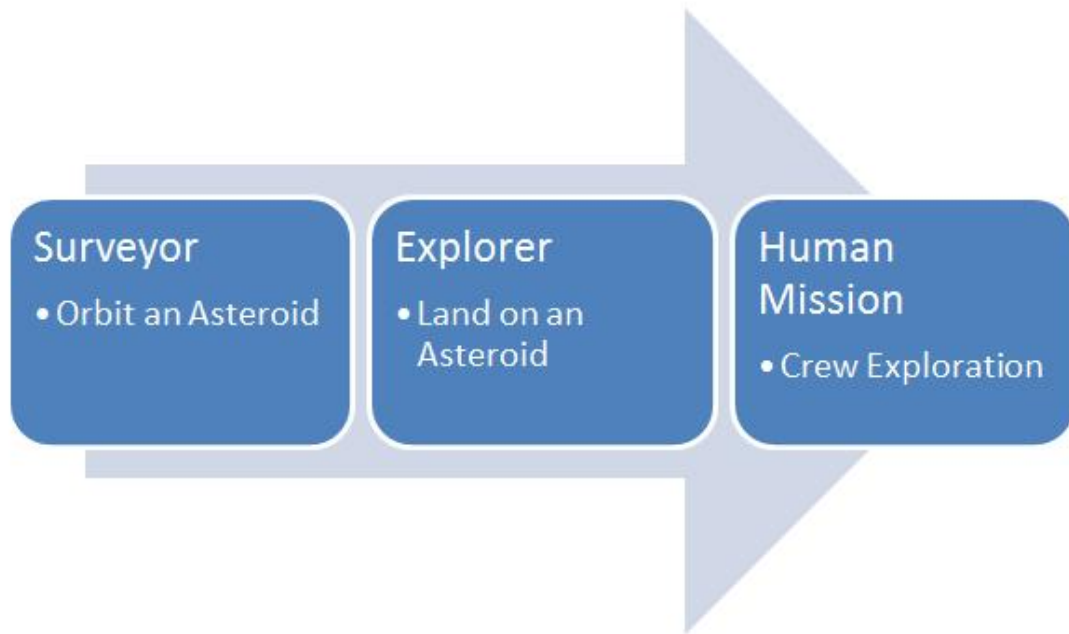 Surveyor
• Orbit an Asteroid
Explorer
• Land on an
Asteroid
Human
Mission
• Crew Exploration